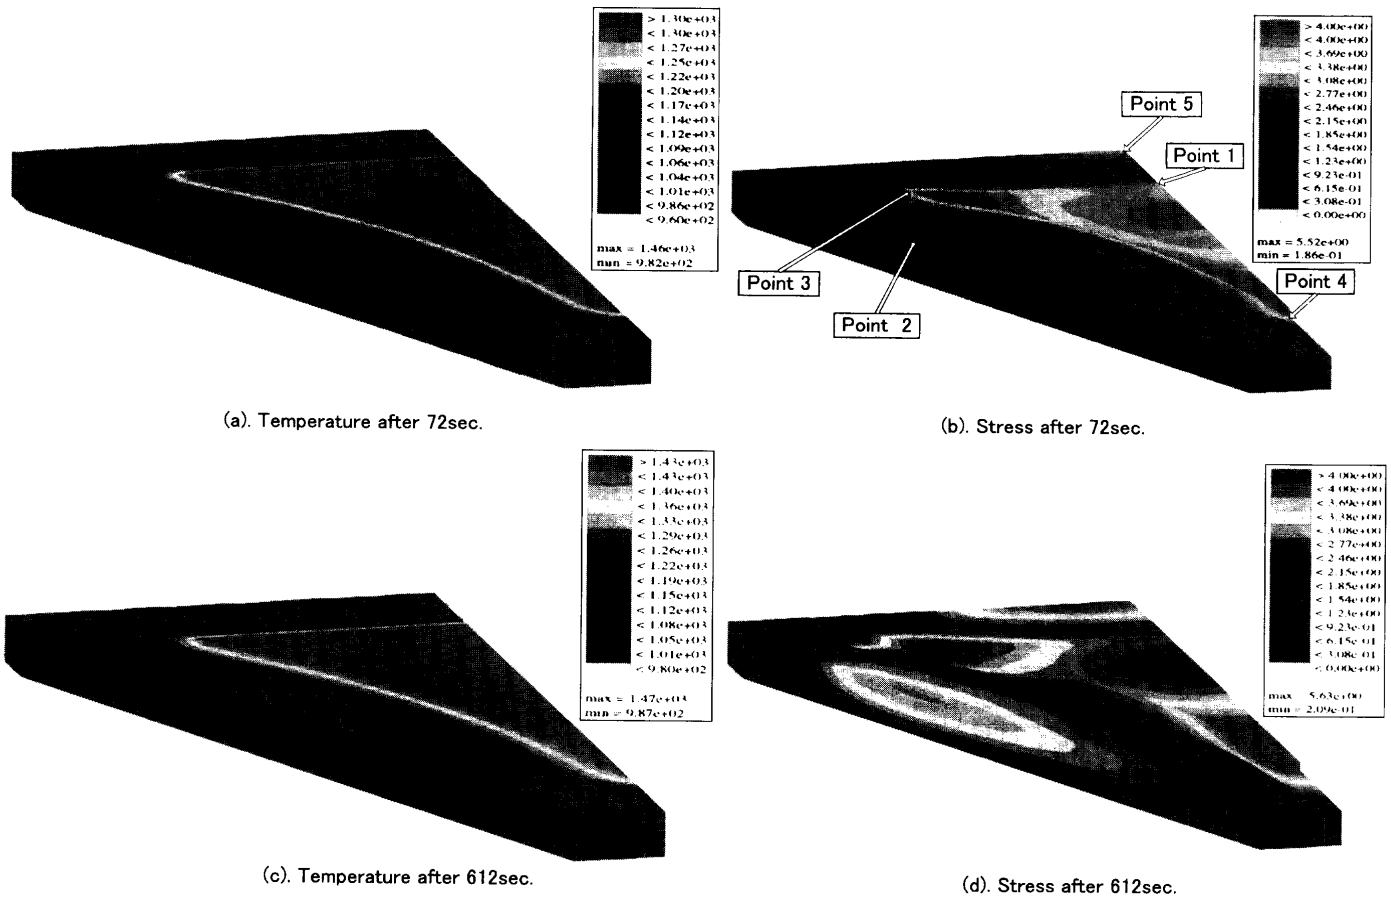 > 1.30e+03
< 1.30e+03
< 1.27e+03
< 1.25e+03
< 1.22e+03
< 1.20e+03
< 1.17e+03
< 1.14e+03
< 1.12e+03
< 1.09e+03
< 1.06e+03
< 1.04e+03
< 1.01e+03
< 9.86e+02
< 9.60e+02
max = 1.46e+03
min = 9.82e+02
(a). Temperature after 72sec.
> 4.00e+00
< 4.00e+00
< 3.69e+00
< 3.38e+00
< 3.08e+00
< 2.77e+00
< 2.46e+00
< 2.15e+00
< 1.85e+00
< 1.54e+00
< 1.23e+00
< 9.23e-01
< 6.15e-01
< 3.08e-01
< 0.00e+00
max = 5.52e+00
min = 1.86e-01
Point 5
Point 1
Point 3
Point 4
Point 2
(b). Stress after 72sec.
> 1.43e+03
< 1.43e+03
< 1.40e+03
< 1.36e+03
< 1.33e+03
< 1.29e+03
< 1.26e+03
< 1.22e+03
< 1.19e+03
< 1.15e+03
< 1.12e+03
< 1.08e+03
< 1.05e+03
< 1.01e+03
< 9.80e+02
max = 1.47e+03
min = 9.87e+02
(c). Temperature after 612sec.
> 4.00e+00
< 4.00e+00
< 3.69e+00
< 3.38e+00
< 3.08e+00
< 2.77e+00
< 2.46e+00
< 2.15e+00
< 1.85e+00
< 1.54e+00
< 1.23e+00
< 9.23e-01
< 6.15e-01
< 3.08e-01
< 0.00e+00
max 5.63e+00
min = 2.09e-01
(d). Stress after 612sec.